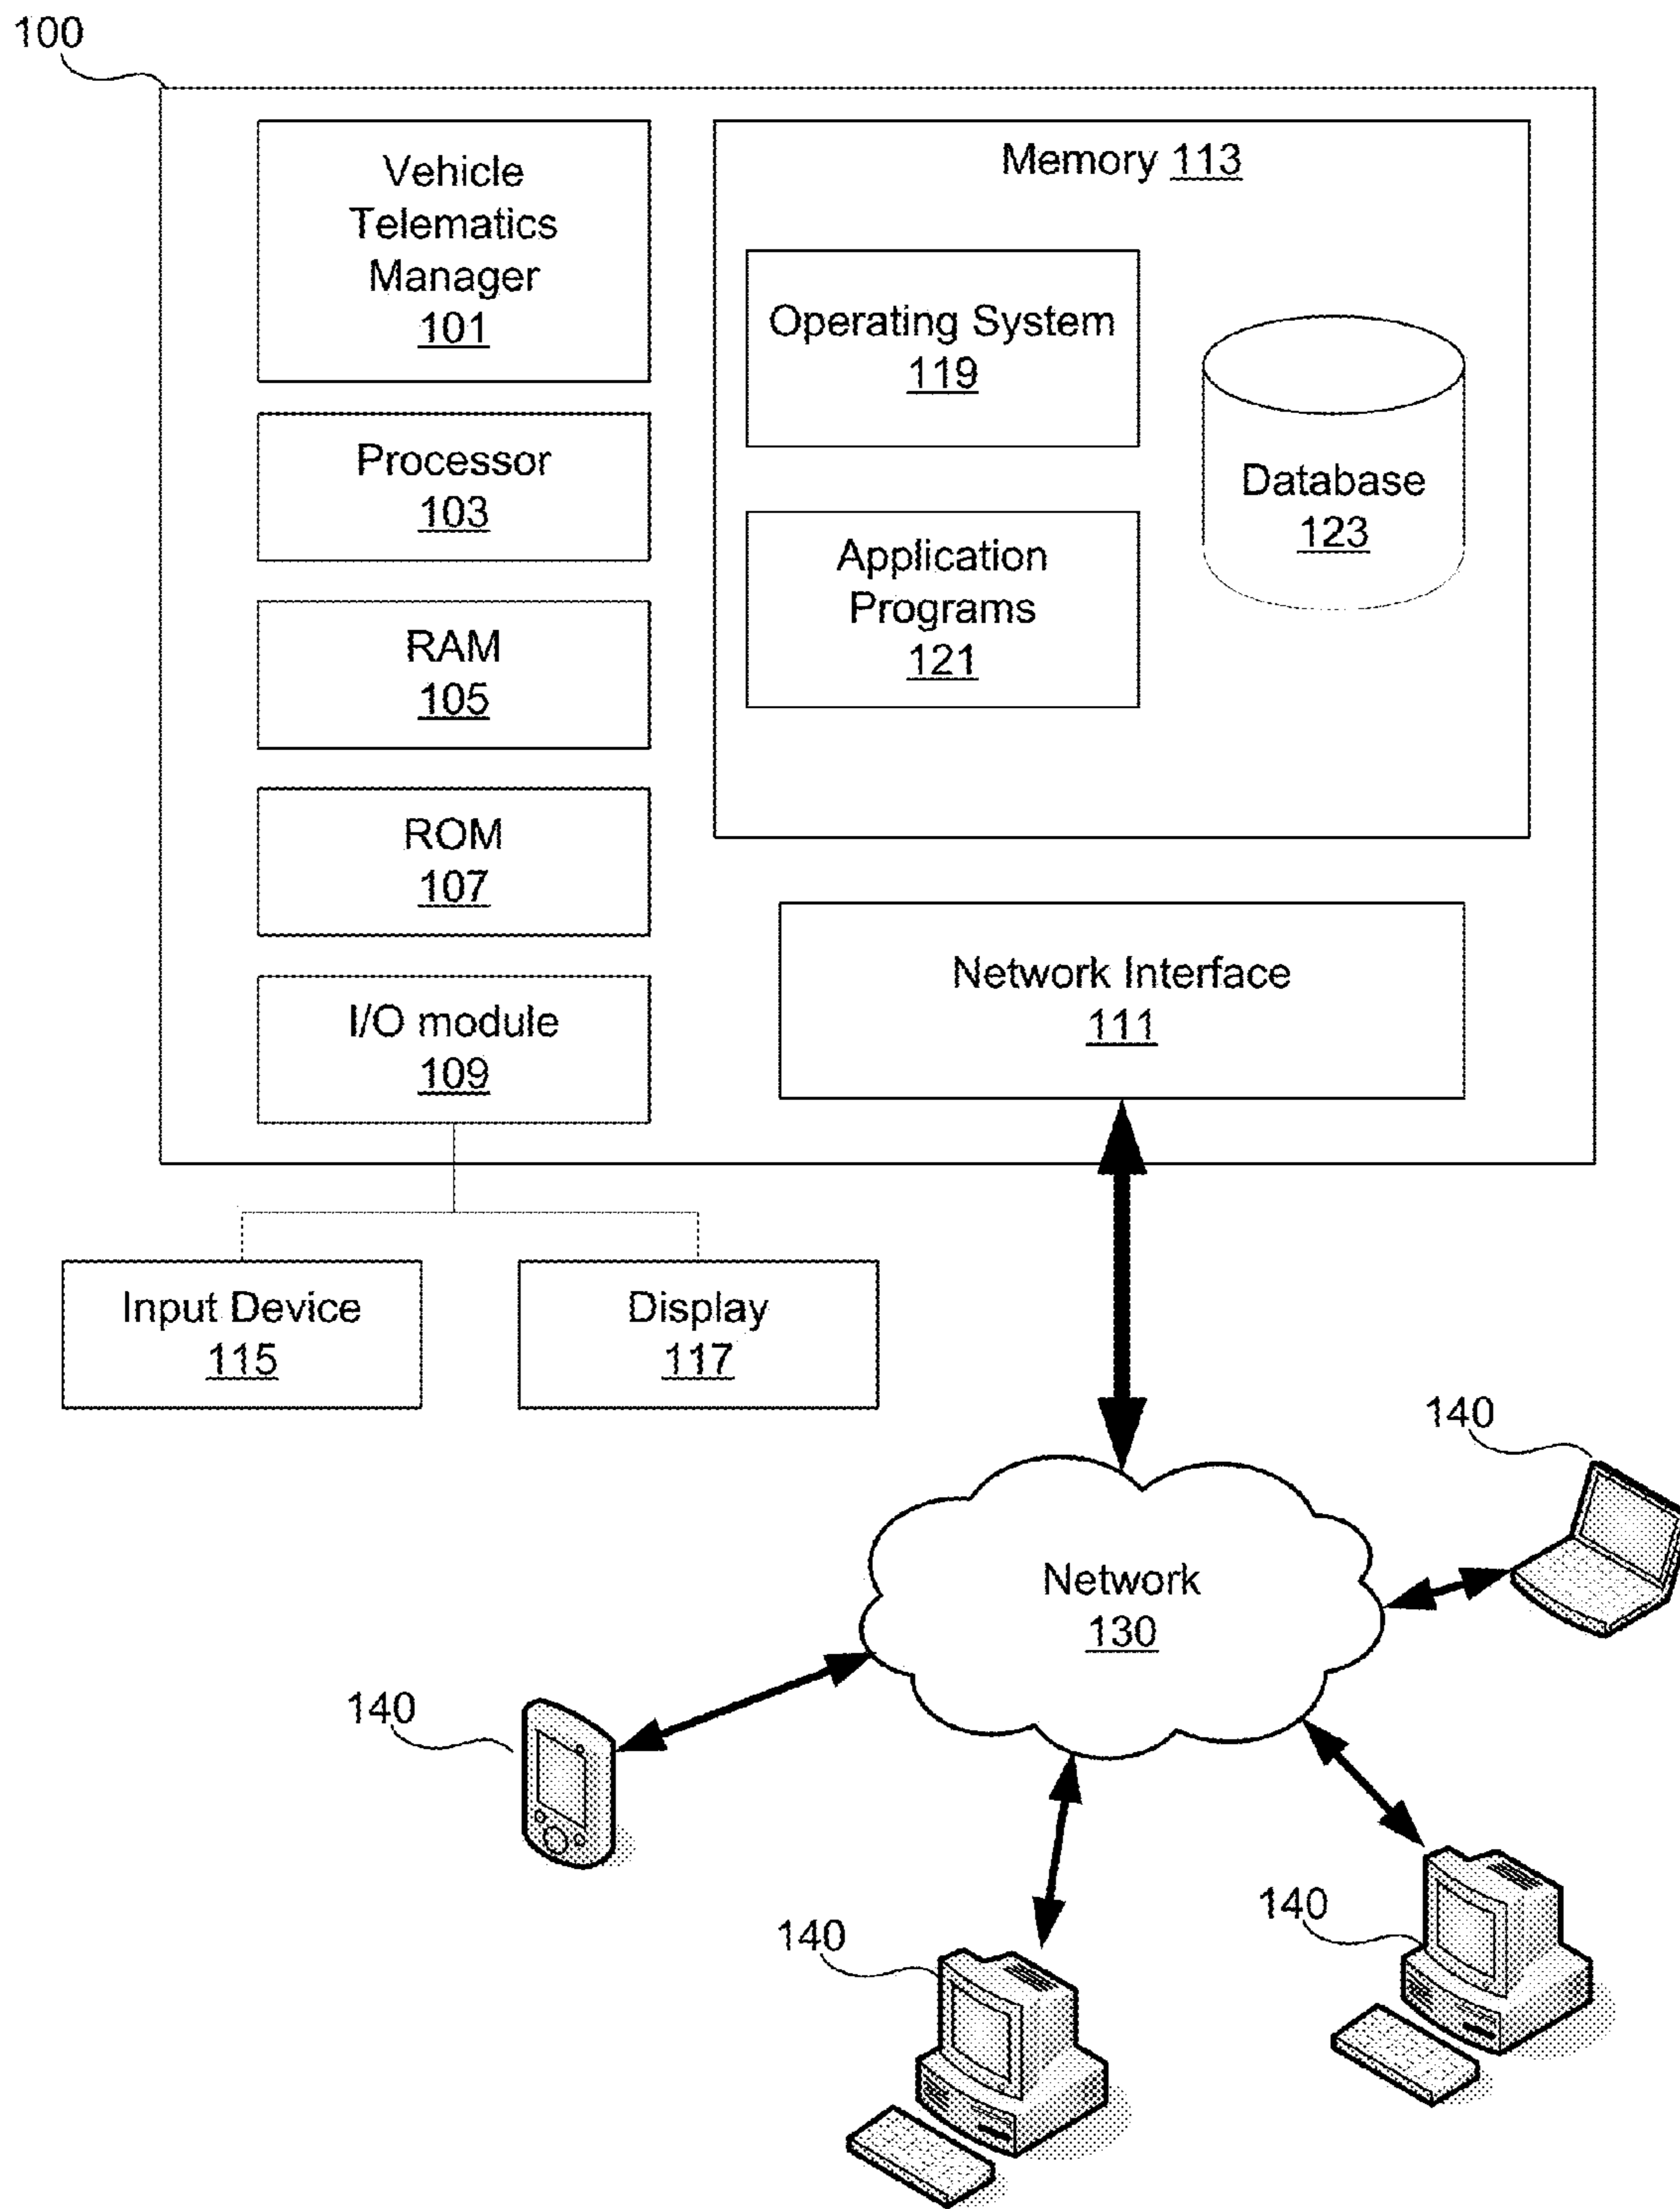 100
Vehicle
Telematics
Manager
101
Processor
103
RAM
105
ROM
107
I/O module
109
Memory 113
Operating System
119
Application
Programs
121
Database
123
Network Interface
111
Input Device
115
Display
117
Network
130
140
140
140
140